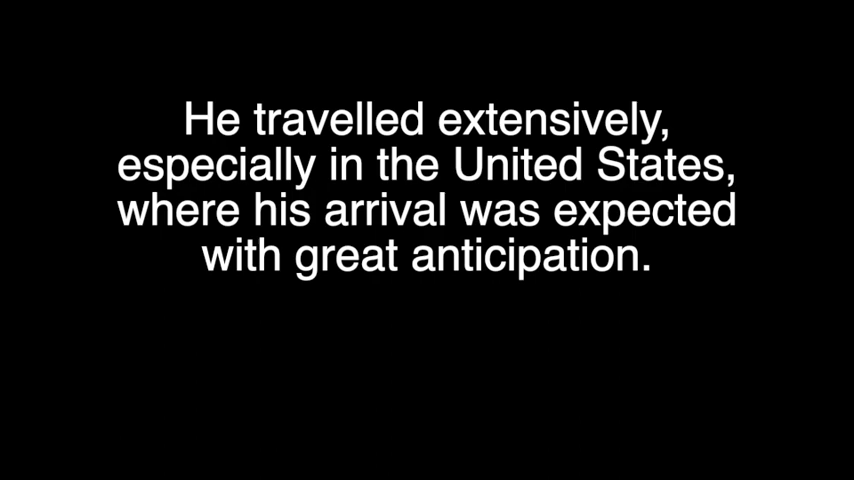 He travelled extensively,
especially in the United States,
where his arrival was expected
with great anticipation.